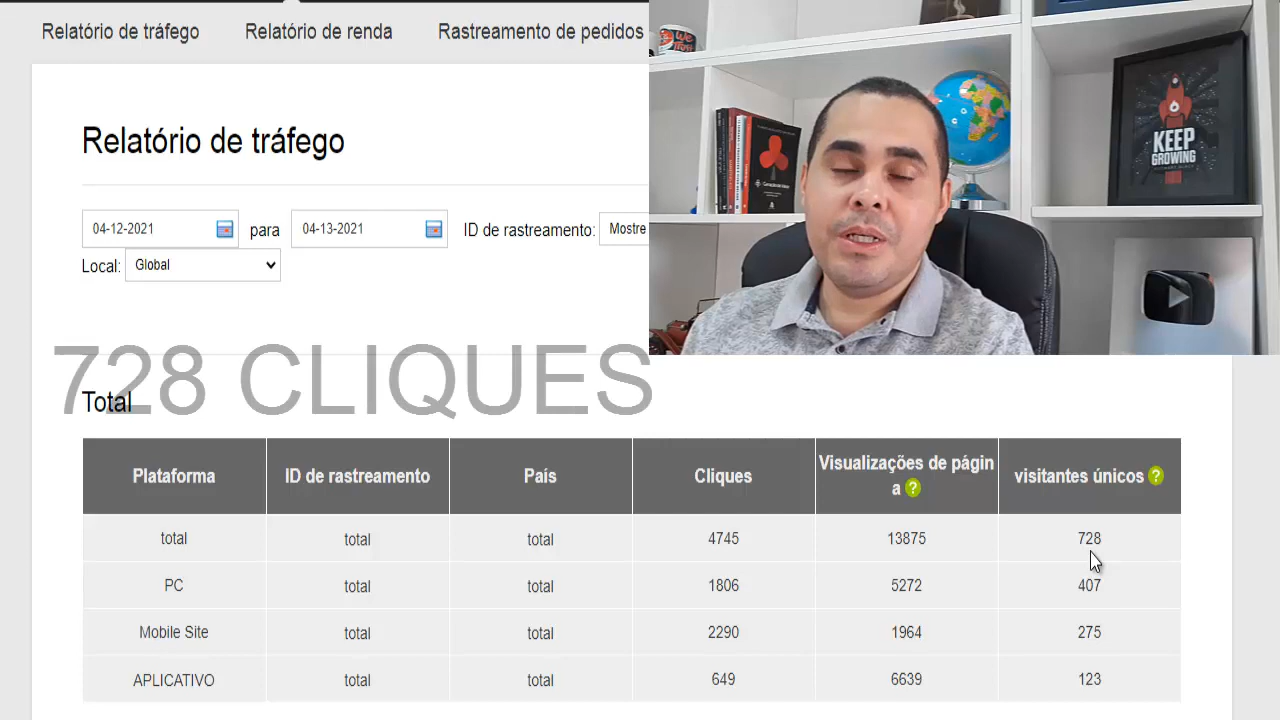 Relatório de tráfego Relatório de renda Rastreamento de pedidos
Relatório de tráfego
04-12-2021 para 04-13-2021 ID de rastreamento: Mostre
Local: Global
728 CLIQUES
Total
Plataforma ID de rastreamento País Cliques Visualizações de págin
a ? visitantes únicos ?
total total total 4745 13875 728
PC total total 1806 5272 407
Mobile Site total total 2290 1964 275
APLICATIVO total total 649 6639 123
KEEP
GROWING